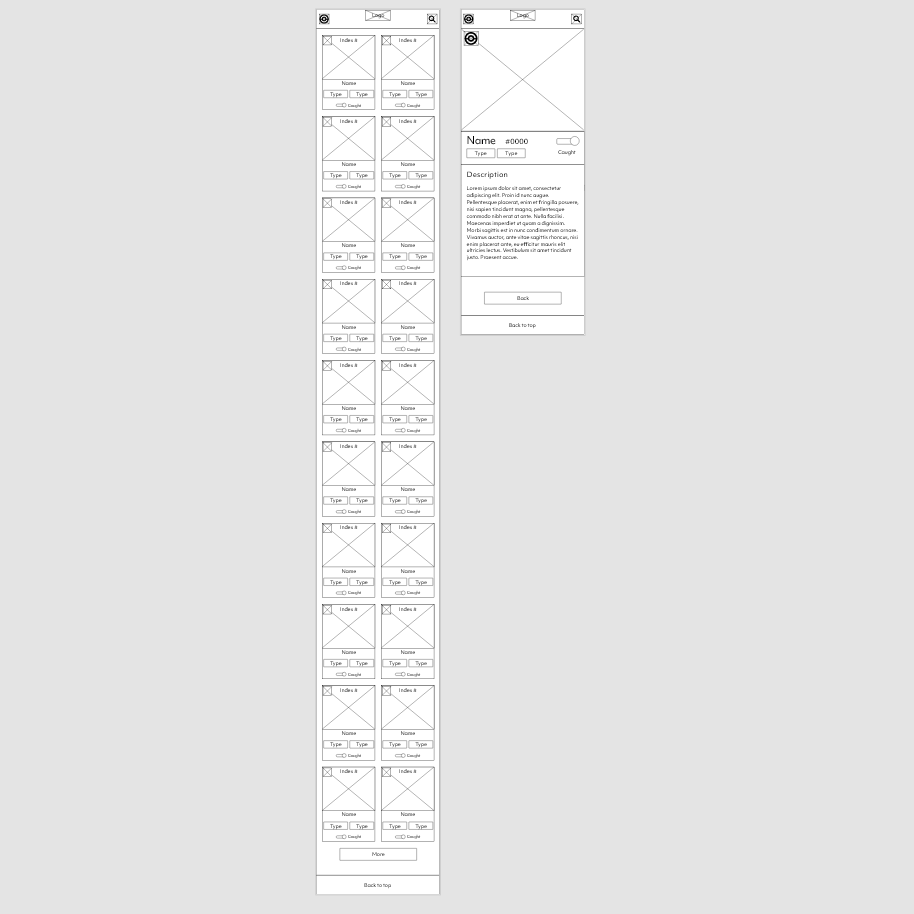 Logo
Index # Index #
Name Name
Type Type Type Type
Caught Caught
Index # Index #
Name Name
Type Type Type Type
Caught Caught
Index # Index #
Name Name
Type Type Type Type
Caught Caught
Index # Index #
Name Name
Type Type Type Type
Caught Caught
Index # Index #
Name Name
Type Type Type Type
Caught Caught
Index # Index #
Name Name
Type Type Type Type
Caught Caught
Index # Index #
Name Name
Type Type Type Type
Caught Caught
Index # Index #
Name Name
Type Type Type Type
Caught Caught
Index # Index #
Name Name
Type Type Type Type
Caught Caught
Index # Index #
Name Name
Type Type Type Type
Caught Caught
More
Back to top
Logo
Name #0000
Type Type Caught
Description
Lorem ipsum dolor sit amet, consectetur
adipiscing elit. Proin id nunc augue.
Pellentesque placerat, enim et fringilla posuere,
nisi sapien tincidunt magna, pellentesque
commodo nibh erat at ante. Nulla facilisi.
Maecenas imperdiet ut quam a dignissim.
Morbi sagittis est in nunc condimentum ornare.
Vivamus auctor, ante vitae sagittis rhoncus, nisi
enim placerat ante, eu efficitur mauris elit
ultricies lectus. Vestibulum sit amet tincidunt
justo. Praesent accue.
Back
Back to top